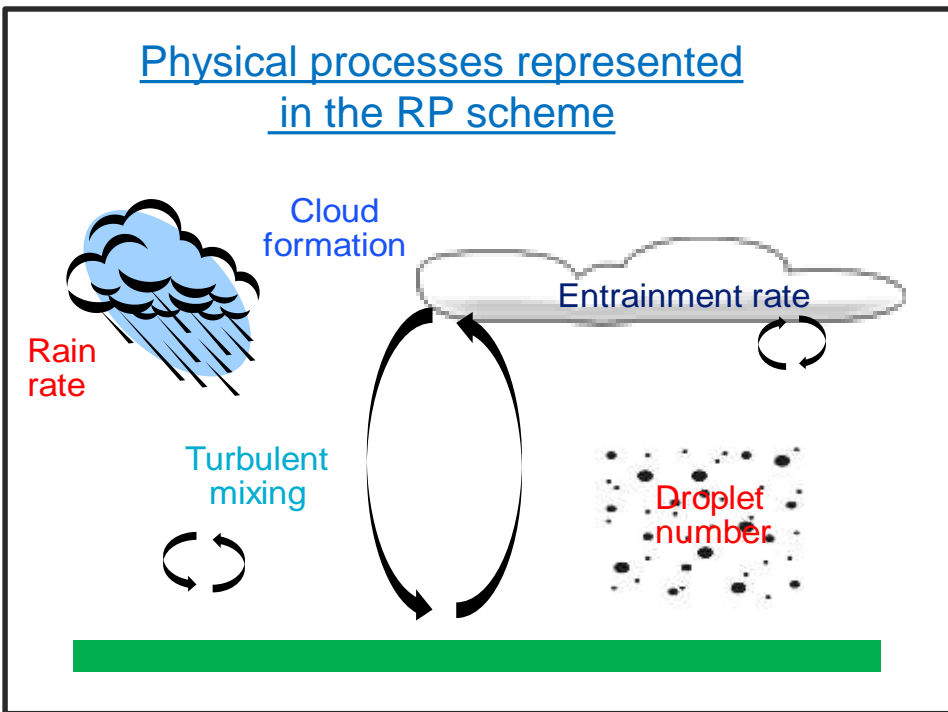 Physical processes represented
in the RP scheme
Cloud
formation
Entrainment rate
Rain
rate
Turbulent
mixing
Droplet
number